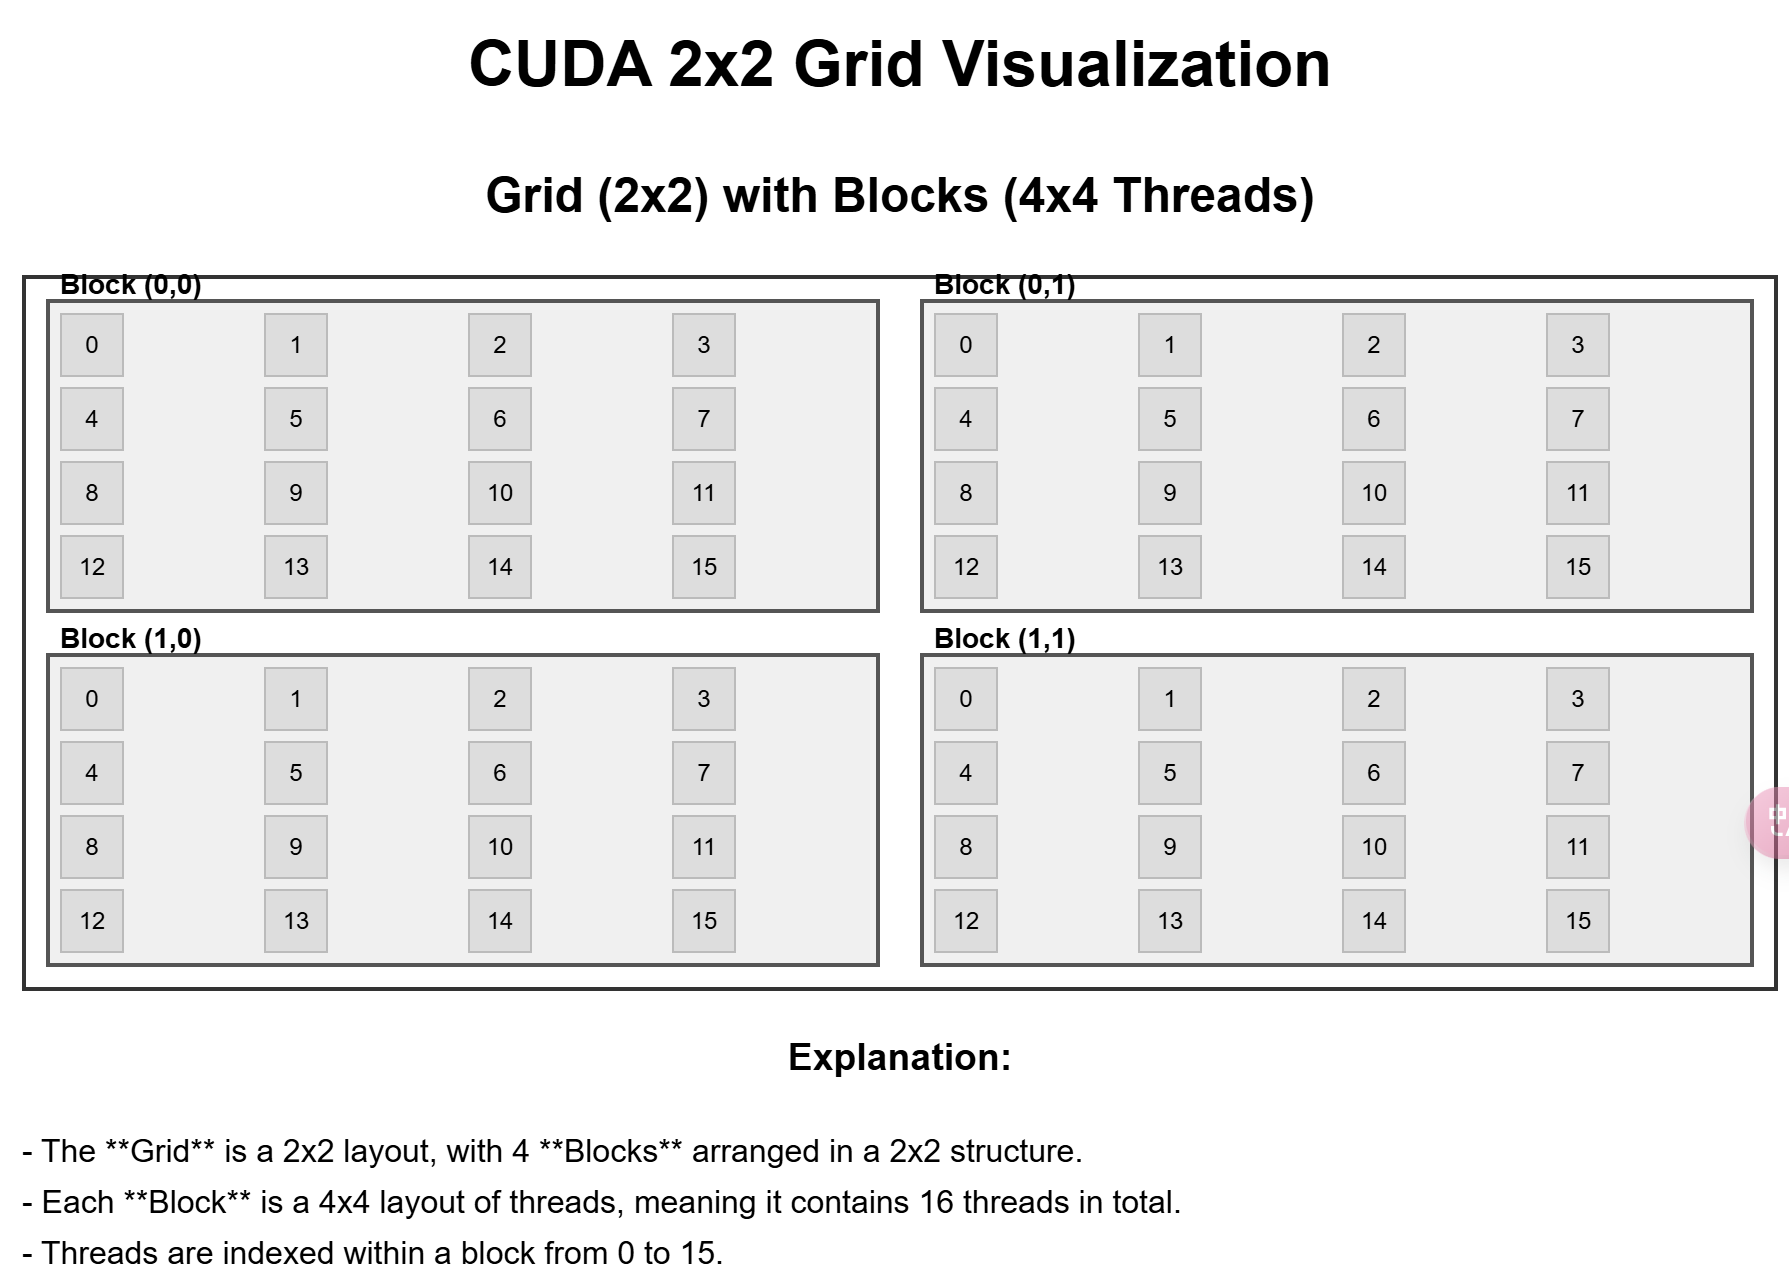 CUDA 2x2 Grid Visualization
Grid (2x2) with Blocks (4x4 Threads)
Block (0,0)
0 1 2 3
4 5 6 7
8 9 10 11
12 13 14 15
Block (0,1)
0 1 2 3
4 5 6 7
8 9 10 11
12 13 14 15
Block (1,0)
0 1 2 3
4 5 6 7
8 9 10 11
12 13 14 15
Block (1,1)
0 1 2 3
4 5 6 7
8 9 10 11
12 13 14 15
Explanation:
- The **Grid** is a 2x2 layout, with 4 **Blocks** arranged in a 2x2 structure.
- Each **Block** is a 4x4 layout of threads, meaning it contains 16 threads in total.
- Threads are indexed within a block from 0 to 15.